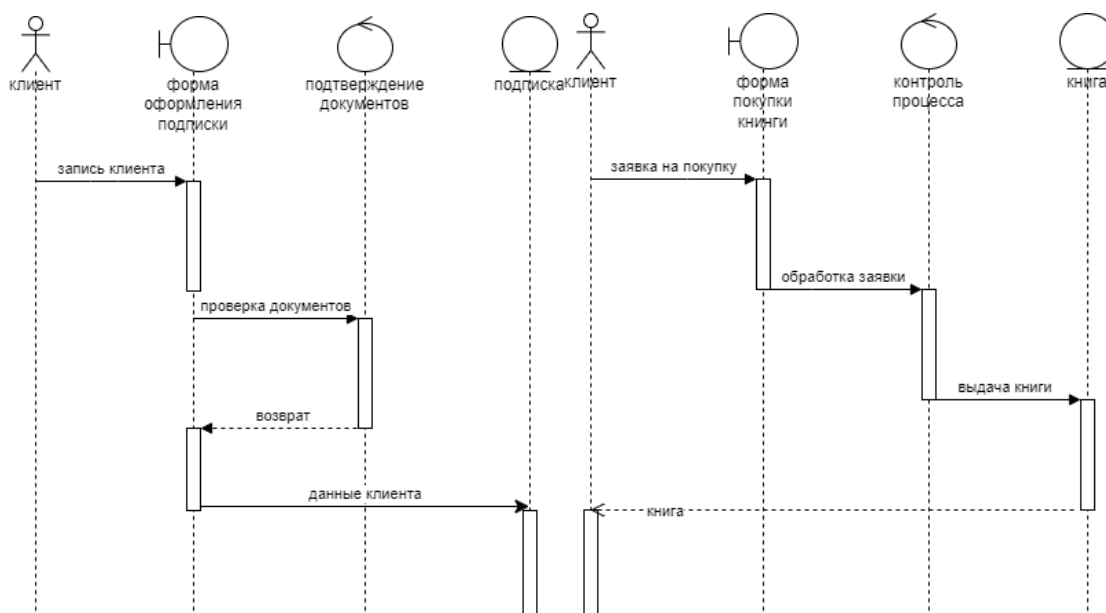 клиент
форма
оформления
подписки
подтверждение
документов
подписка
клиент
форма
покупки
кнниги
контроль
процесса
книга
запись клиента
проверка документов
возврат
данные клиента
заявка на покупку
обработка заявки
выдача книги
книга